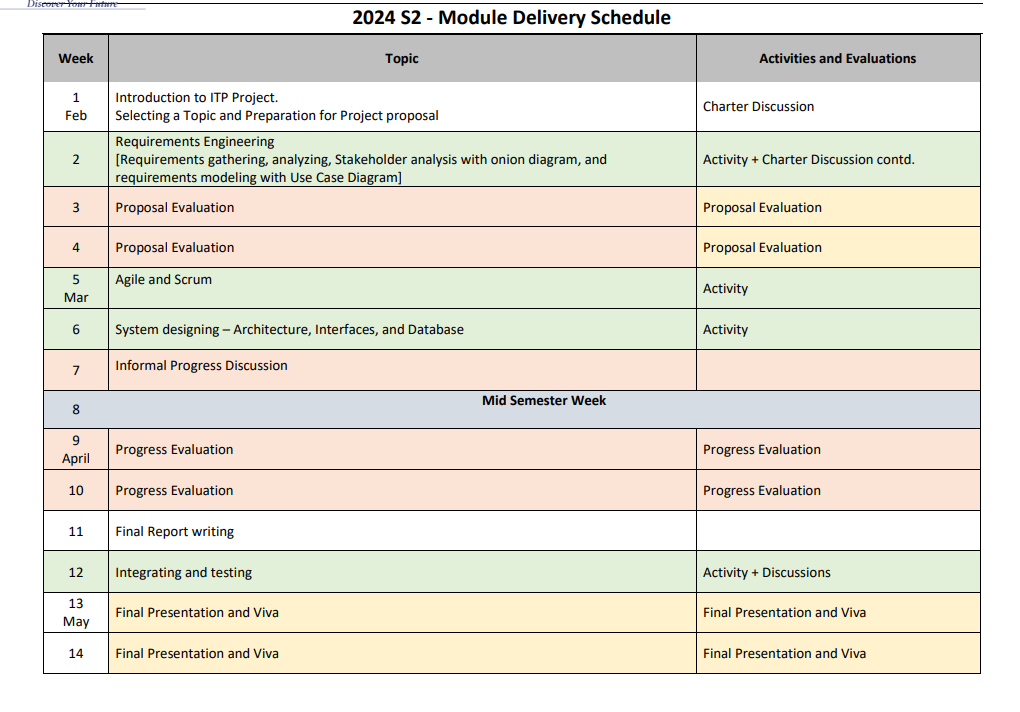 Discover Your Future
2024 S2 - Module Delivery Schedule
Week Topic Activities and Evaluations
1
Feb
Introduction to ITP Project.
Selecting a Topic and Preparation for Project proposal
Charter Discussion
2
Requirements Engineering
[Requirements gathering, analyzing, Stakeholder analysis with onion diagram, and
requirements modeling with Use Case Diagram]
Activity + Charter Discussion contd.
3 Proposal Evaluation Proposal Evaluation
4 Proposal Evaluation Proposal Evaluation
5
Mar
Agile and Scrum
Activity
6 System designing – Architecture, Interfaces, and Database Activity
7 Informal Progress Discussion
8 Mid Semester Week
9
April
Progress Evaluation Progress Evaluation
10 Progress Evaluation Progress Evaluation
11 Final Report writing
12 Integrating and testing Activity + Discussions
13
May
Final Presentation and Viva Final Presentation and Viva
14 Final Presentation and Viva Final Presentation and Viva